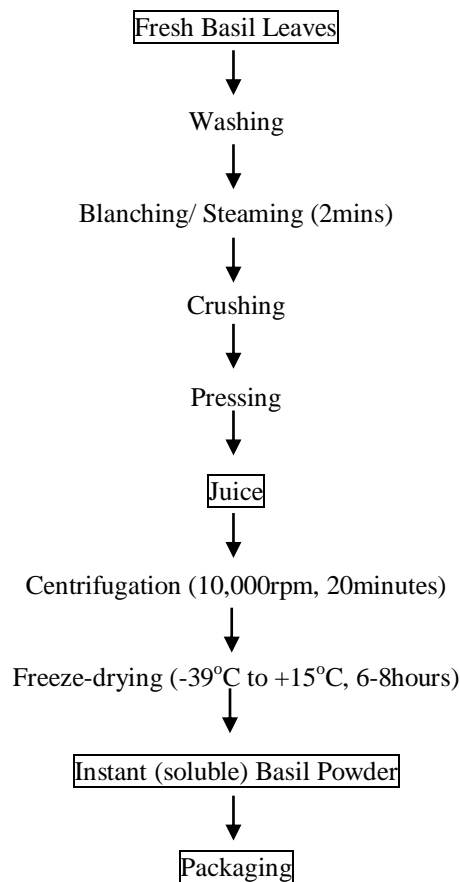 Fresh Basil Leaves
Washing
Blanching/ Steaming (2mins)
Crushing
Pressing
Juice
Centrifugation (10,000rpm, 20minutes)
Freeze-drying (-39°C to +15°C, 6-8hours)
Instant (soluble) Basil Powder
Packaging